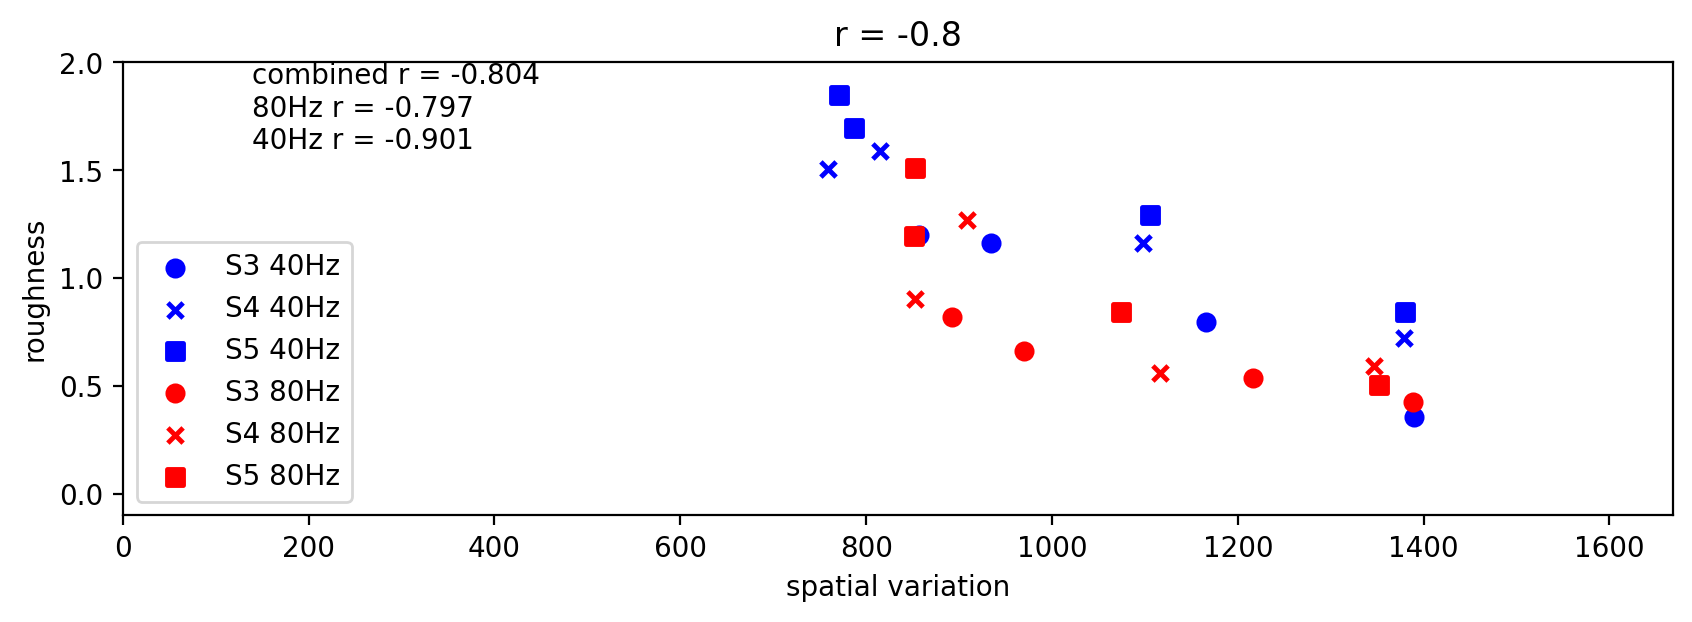 r = -0.8
combined r = -0.804
80Hz r = -0.797
40Hz r = -0.901
2.0
1.5
1.0
0.5
0.0
roughness
S3 40Hz
S4 40Hz
S5 40Hz
S3 80Hz
S4 80Hz
S5 80Hz
0 200 400 600 800 1000 1200 1400 1600
spatial variation